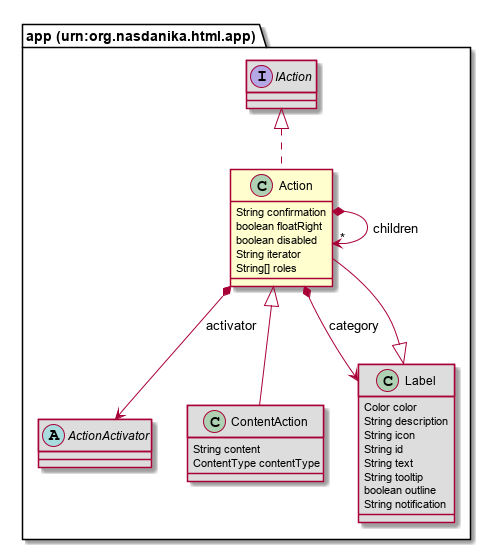 app (urn:org.nasdanika.html.app)
I IAction
C Action
String confirmation
boolean floatRight
boolean disabled
String iterator
String[] roles
*
children
activator
category
A ActionActivator
C ContentAction
String content
ContentType contentType
C Label
Color color
String description
String icon
String id
String text
String tooltip
boolean outline
String notification